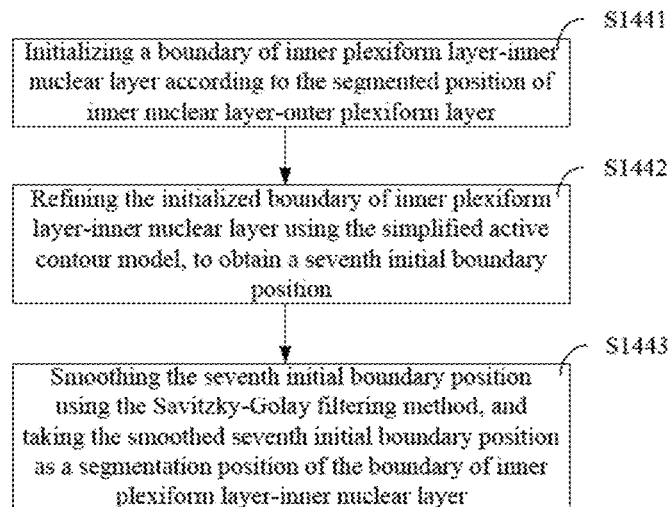 S1441
Initializing a boundary of inner plexiform layer-inner
nuclear layer according to the segmented position of
inner nuclear layer-outer plexiform layer
S1442
Refining the initialized boundary of inner plexiform
layer-inner nuclear layer using the simplified active
contour model, to obtain a seventh initial boundary
position
S1443
Smoothing the seventh initial boundary position
using the Savitzky-Golay filtering method, and
taking the smoothed seventh initial boundary position
as a segmentation position of the boundary of inner
plexiform layer-inner nuclear layer